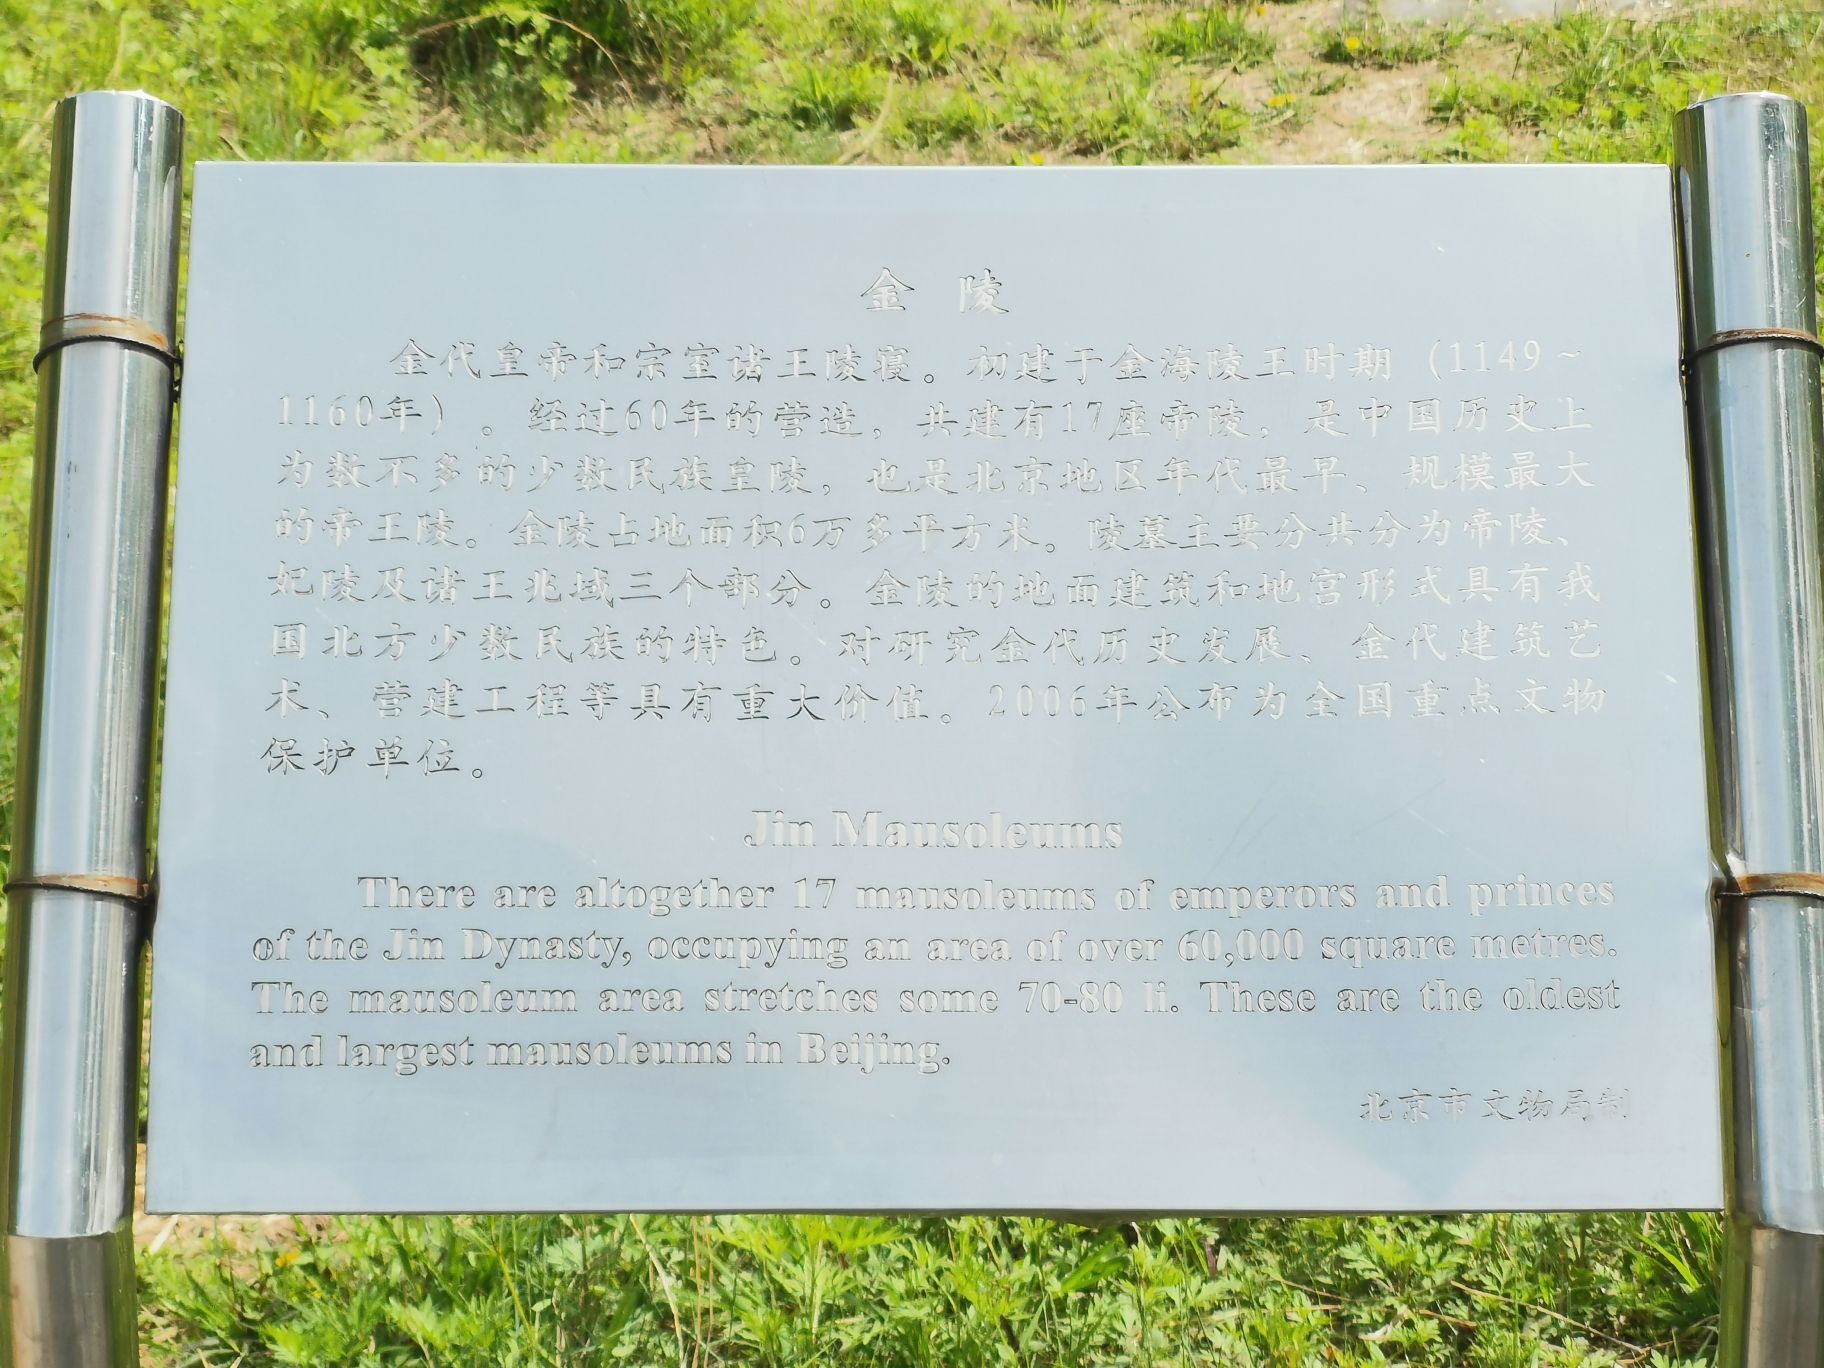 金 陵
金代皇帝和宗室诸王陵寝。初建于金海陵王时期（1149～
1160年）。经过60年的营造，共建有17座帝陵，是中国历史上
为数不多的少数民族皇陵，也是北京地区年代最早、规模最大
的帝王陵。金陵占地面积6万多平方米。陵墓主要分共分为帝陵、
妃陵及诸王兆域三个部分。金陵的地面建筑和地宫形式具有我
国北方少数民族的特色。对研究金代历史发展、金代建筑艺
术、营建工程等具有重大价值。2006年公布为全国重点文物
保护单位。
Jin Mausoleums
There are altogether 17 mausoleums of emperors and princes
of the Jin Dynasty, occupying an area of over 60,000 square metres.
The mausoleum area stretches some 70-80 li. These are the oldest
and largest mausoleums in Beijing.
北京市文物局制